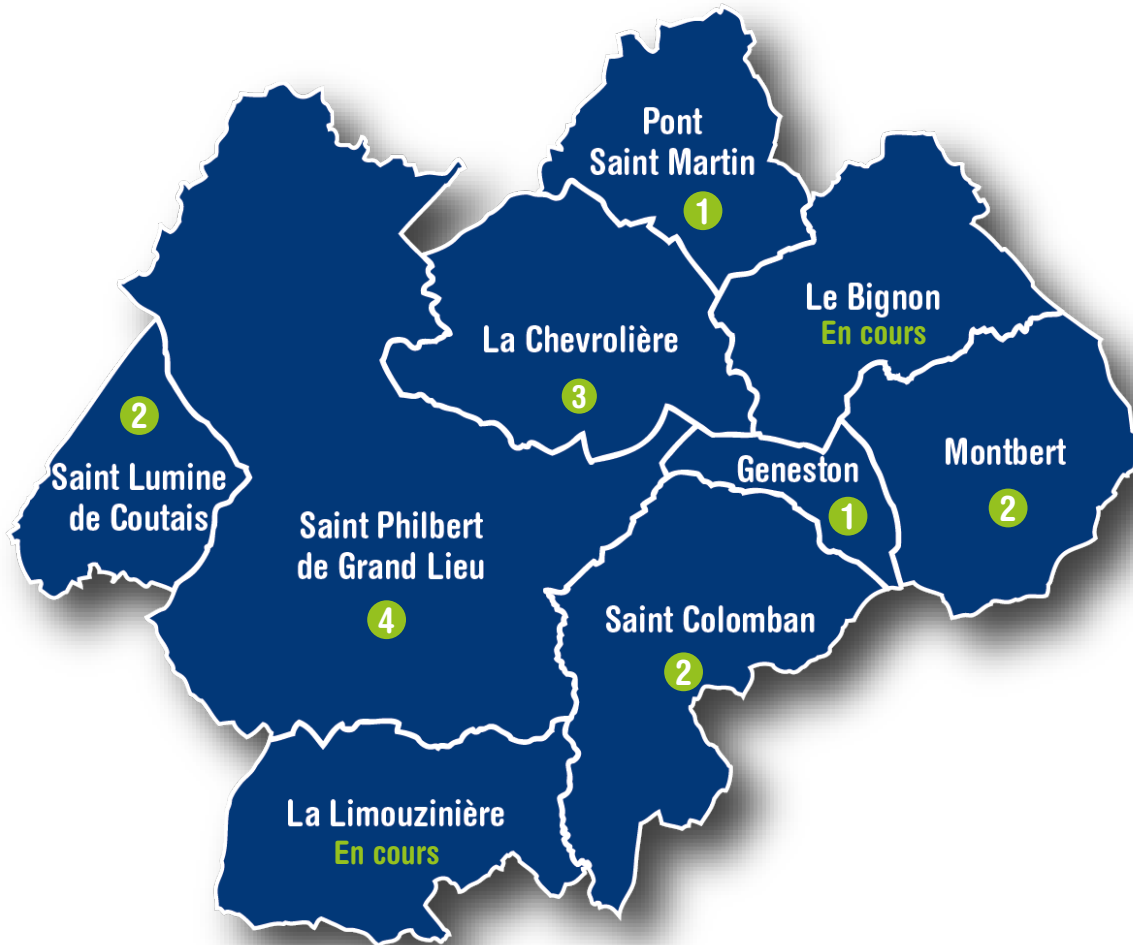 Pont
Saint Martin
1
Le Bignon
En cours
La Chevrolière
3
2
Saint Lumine
de Coutais
Geneston
1
Montbert
2
Saint Philbert
de Grand Lieu
4
Saint Colomban
2
La Limouzinière
En cours